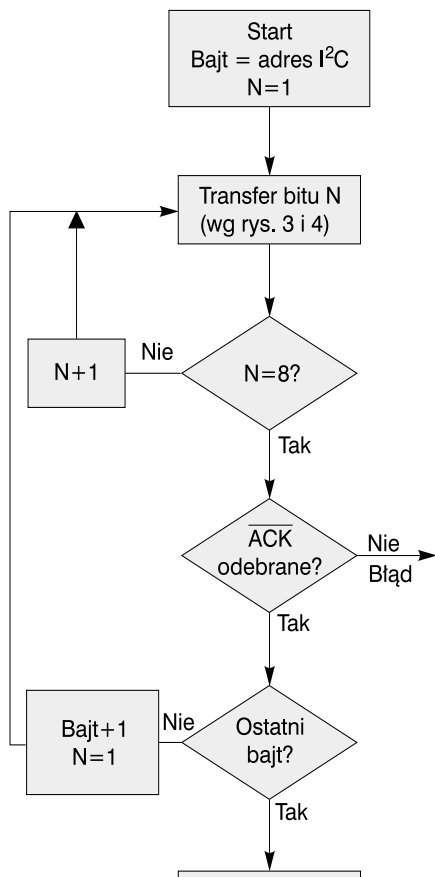 Start
Bajt = adres I²C
N=1
Transfer bitu N
(wg rys. 3 i 4)
Nie
N+1
N=8?
Tak
ACK
odebrane?
Nie
Błąd
Tak
Bajt+1
N=1
Nie
Ostatni
bajt?
Tak